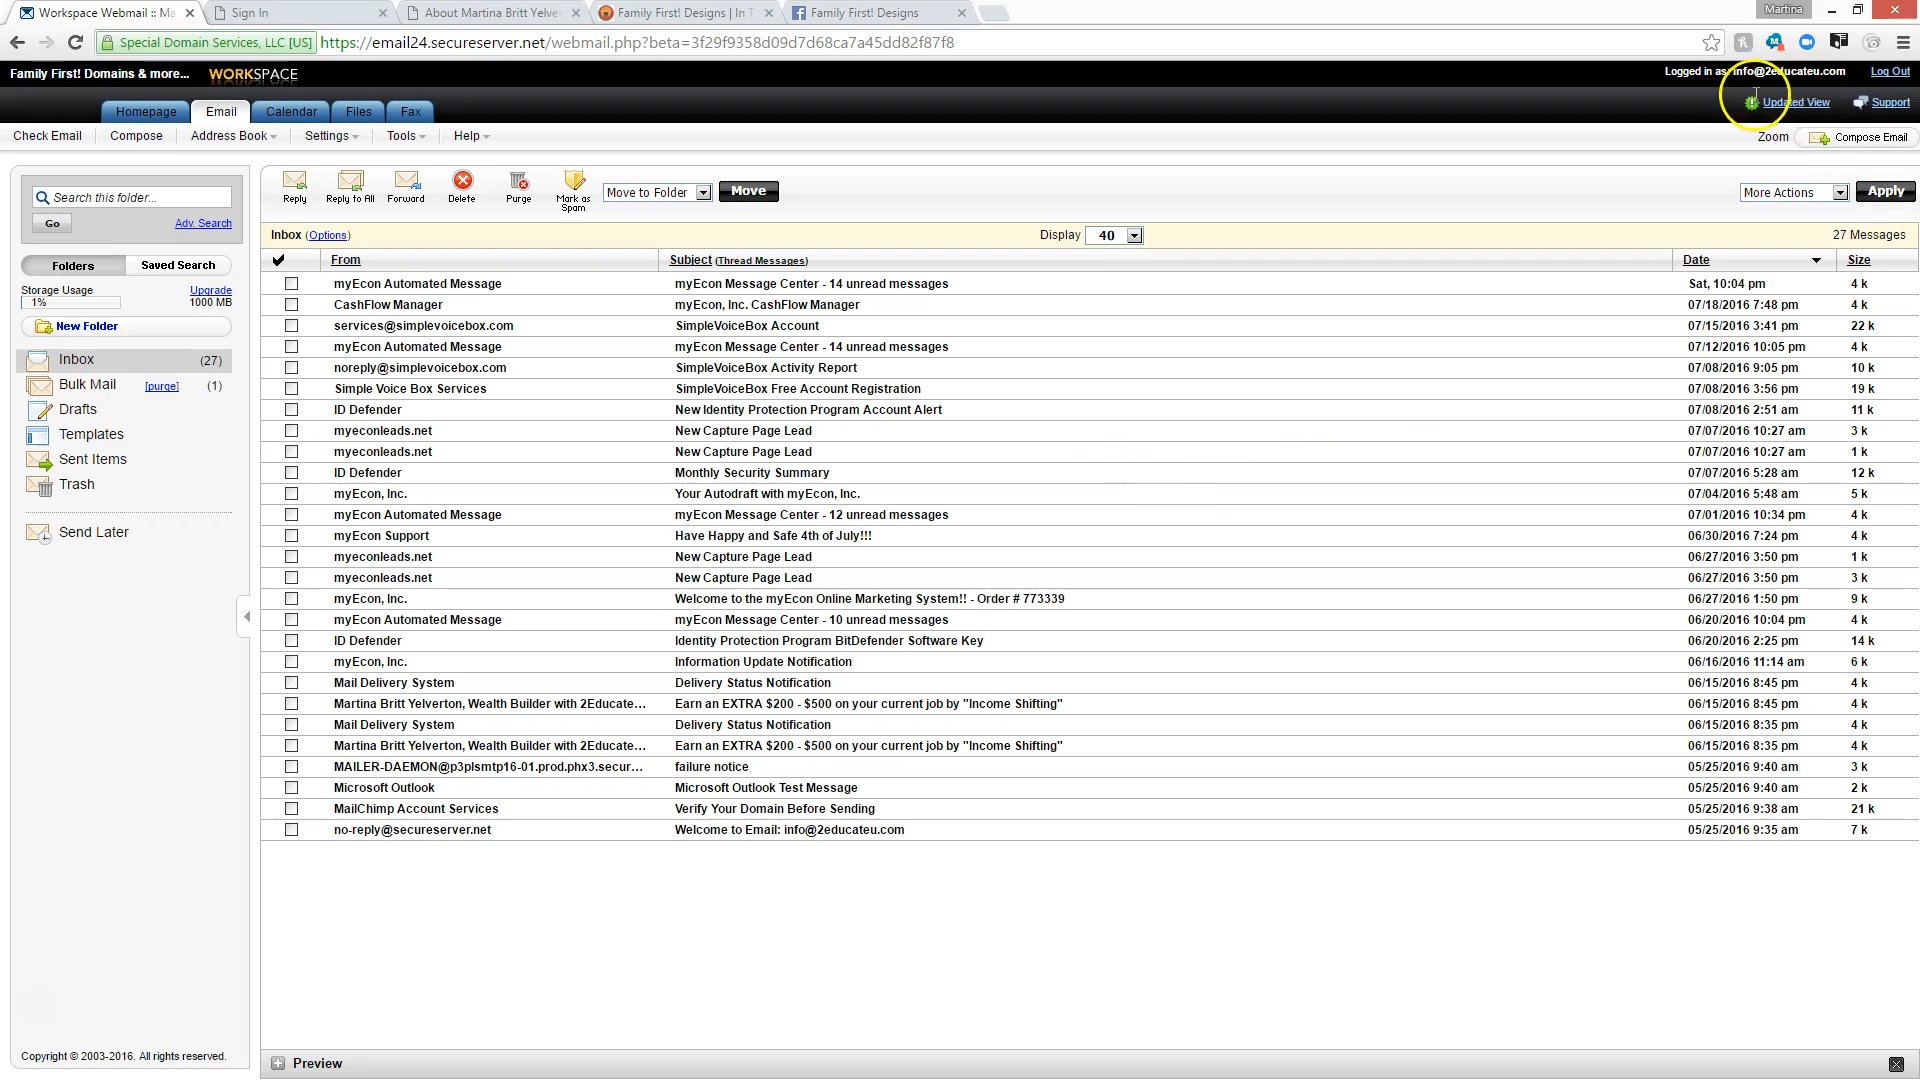 Workspace Webmail :: Ma
Sign In
About Martina Britt Yelver
Family First! Designs | In T
Family First! Designs
Martina
Special Domain Services, LLC [US]
https://email24.secureserver.net/webmail.php?beta=3f29f9358d09d7d68ca7a45dd82f87f8
Family First! Domains & more...
WORKSPACE
Logged in as: info@2educateu.com
Log Out
Homepage
Email
Calendar
Files
Fax
Updated View
Support
Check Email
Compose
Address Book
Settings
Tools
Help
Zoom
Compose Email
Search this folder...
Go
Adv. Search
Reply
Reply to All
Forward
Delete
Purge
Mark as Spam
Move to Folder
Move
More Actions
Apply
Inbox (Options)
Display 40
27 Messages
Folders
Saved Search
Storage Usage
Upgrade
1%
1000 MB
New Folder
Inbox (27)
Bulk Mail [purge] (1)
Drafts
Templates
Sent Items
Trash
Send Later
From Subject (Thread Messages) Date Size
myEcon Automated Message myEcon Message Center - 14 unread messages Sat, 10:04 pm 4 k
CashFlow Manager myEcon, Inc. CashFlow Manager 07/18/2016 7:48 pm 4 k
services@simplevoicebox.com SimpleVoiceBox Account 07/15/2016 3:41 pm 22 k
myEcon Automated Message myEcon Message Center - 14 unread messages 07/12/2016 10:05 pm 4 k
noreply@simplevoicebox.com SimpleVoiceBox Activity Report 07/08/2016 9:05 pm 10 k
Simple Voice Box Services SimpleVoiceBox Free Account Registration 07/08/2016 3:56 pm 19 k
ID Defender New Identity Protection Program Account Alert 07/08/2016 2:51 am 11 k
myeconleads.net New Capture Page Lead 07/07/2016 10:27 am 3 k
myeconleads.net New Capture Page Lead 07/07/2016 10:27 am 1 k
ID Defender Monthly Security Summary 07/07/2016 5:28 am 12 k
myEcon, Inc. Your Autodraft with myEcon, Inc. 07/04/2016 5:48 am 5 k
myEcon Automated Message myEcon Message Center - 12 unread messages 07/01/2016 10:34 pm 4 k
myEcon Support Have Happy and Safe 4th of July!!! 06/30/2016 7:24 pm 4 k
myeconleads.net New Capture Page Lead 06/27/2016 3:50 pm 1 k
myeconleads.net New Capture Page Lead 06/27/2016 3:50 pm 3 k
myEcon, Inc. Welcome to the myEcon Online Marketing System!! - Order # 773339 06/27/2016 1:50 pm 9 k
myEcon Automated Message myEcon Message Center - 10 unread messages 06/20/2016 10:04 pm 4 k
ID Defender Identity Protection Program BitDefender Software Key 06/20/2016 2:25 pm 14 k
myEcon, Inc. Information Update Notification 06/16/2016 11:14 am 6 k
Mail Delivery System Delivery Status Notification 06/15/2016 8:45 pm 4 k
Martina Britt Yelverton, Wealth Builder with 2Educate... Earn an EXTRA $200 - $500 on your current job by "Income Shifting" 06/15/2016 8:45 pm 4 k
Mail Delivery System Delivery Status Notification 06/15/2016 8:35 pm 4 k
Martina Britt Yelverton, Wealth Builder with 2Educate... Earn an EXTRA $200 - $500 on your current job by "Income Shifting" 06/15/2016 8:35 pm 4 k
MAILER-DAEMON@p3plsmtp16-01.prod.phx3.secur... failure notice 05/25/2016 9:40 am 3 k
Microsoft Outlook Microsoft Outlook Test Message 05/25/2016 9:40 am 2 k
MailChimp Account Services Verify Your Domain Before Sending 05/25/2016 9:38 am 21 k
no-reply@secureserver.net Welcome to Email: info@2educateu.com 05/25/2016 9:35 am 7 k
Copyright © 2003-2016. All rights reserved.
Preview